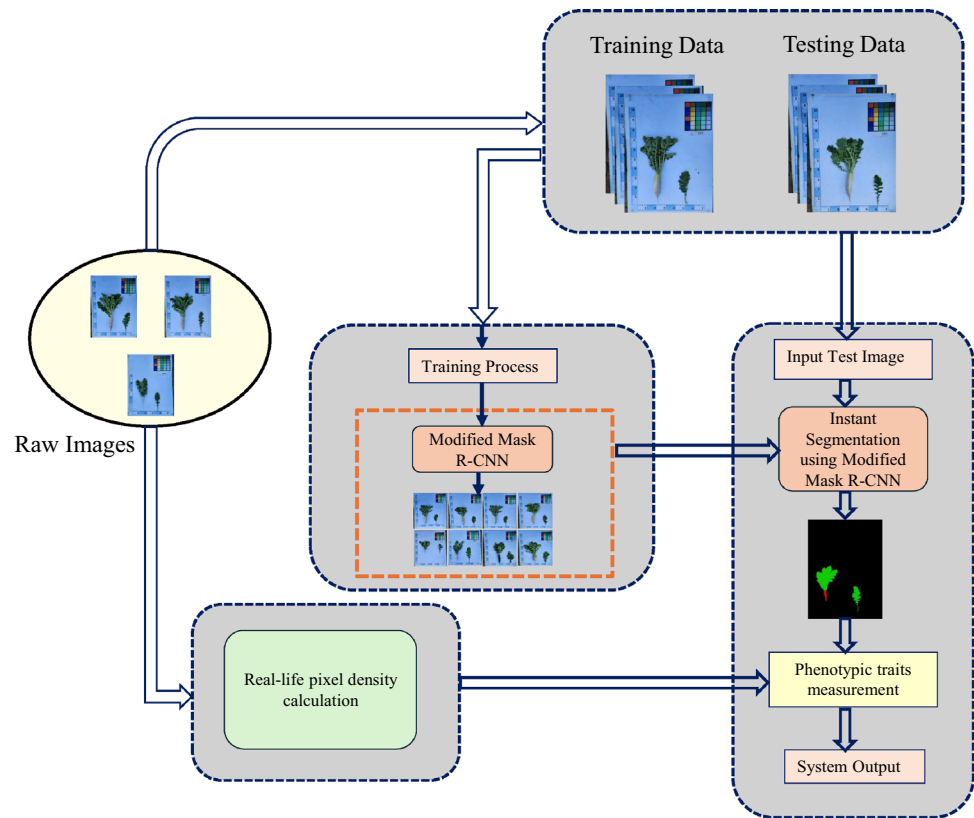 Training Data
Testing Data
Raw Images
Training Process
Modified Mask
R-CNN
Input Test Image
Instant
Segmentation
using Modified
Mask R-CNN
Real-life pixel density
calculation
Phenotypic traits
measurement
System Output